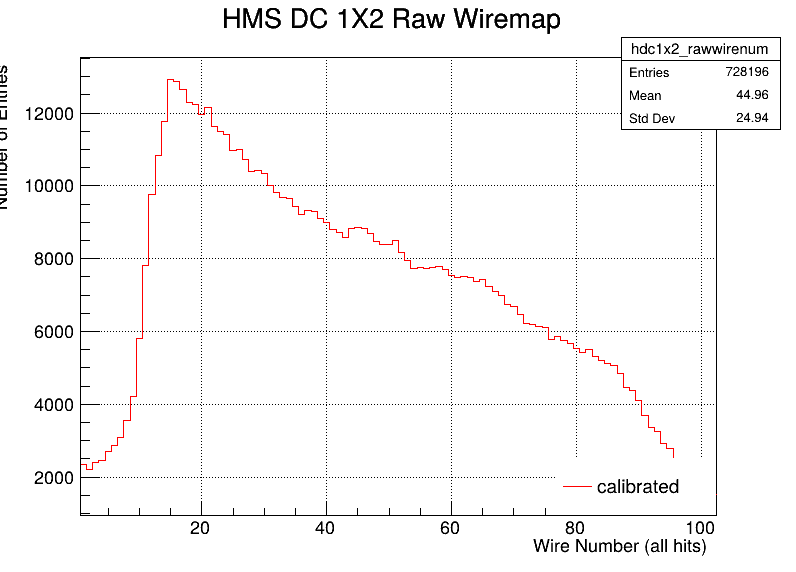 HMS DC 1X2 Raw Wiremap
hdc1x2_rawwirenum
Entries 728196
Mean 44.96
Std Dev 24.94
Number of Entries
12000
10000
8000
6000
4000
2000
calibrated
20 40 60 80 100
Wire Number (all hits)